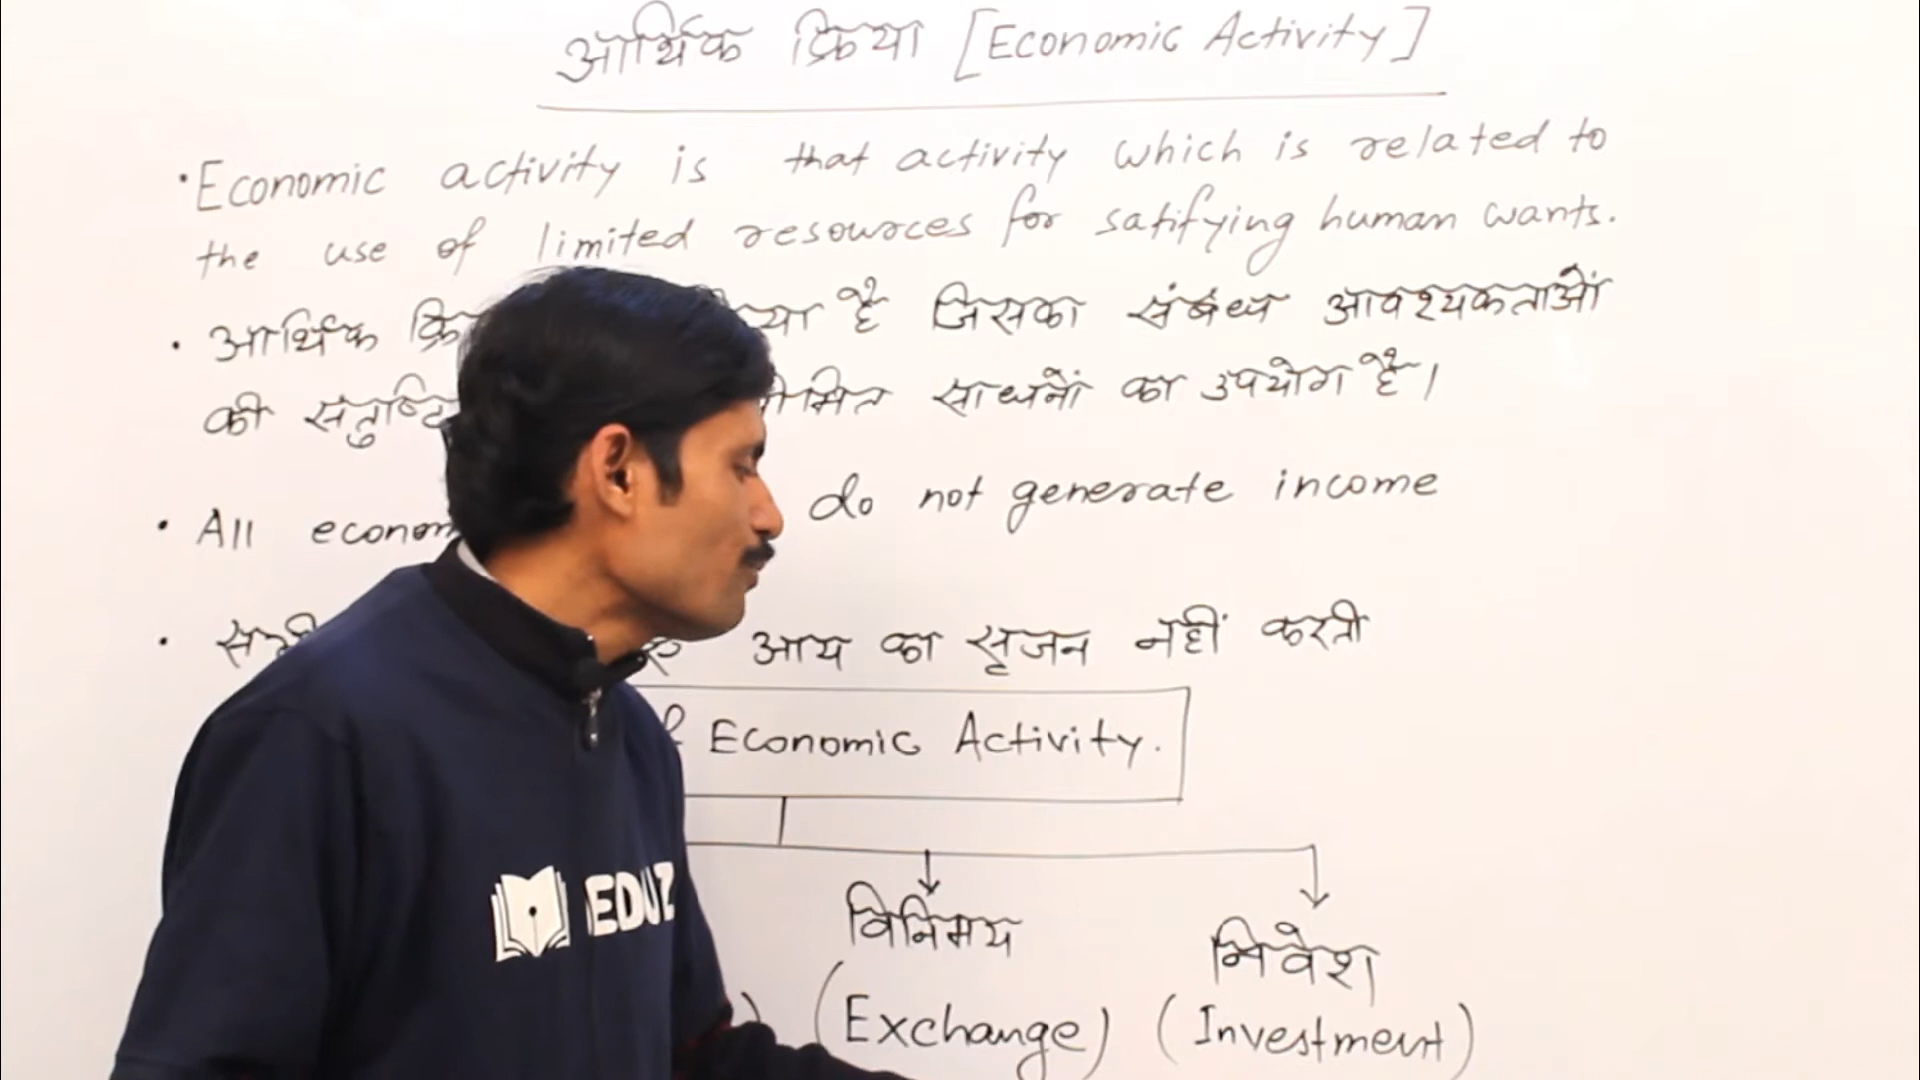 आर्थिक क्रिया [Economic Activity]
• Economic activity is that activity which is related to
the use of limited resources for satifying human wants.
• आर्थिक है जिसका संबंध आवश्यकताओं
की संतुष्टि साधनों का उपयोग है।
• All do not generate income
• आय का सृजन नहीं करती
Economic Activity.
विनिमय निवेश
(Exchange) (Investment)